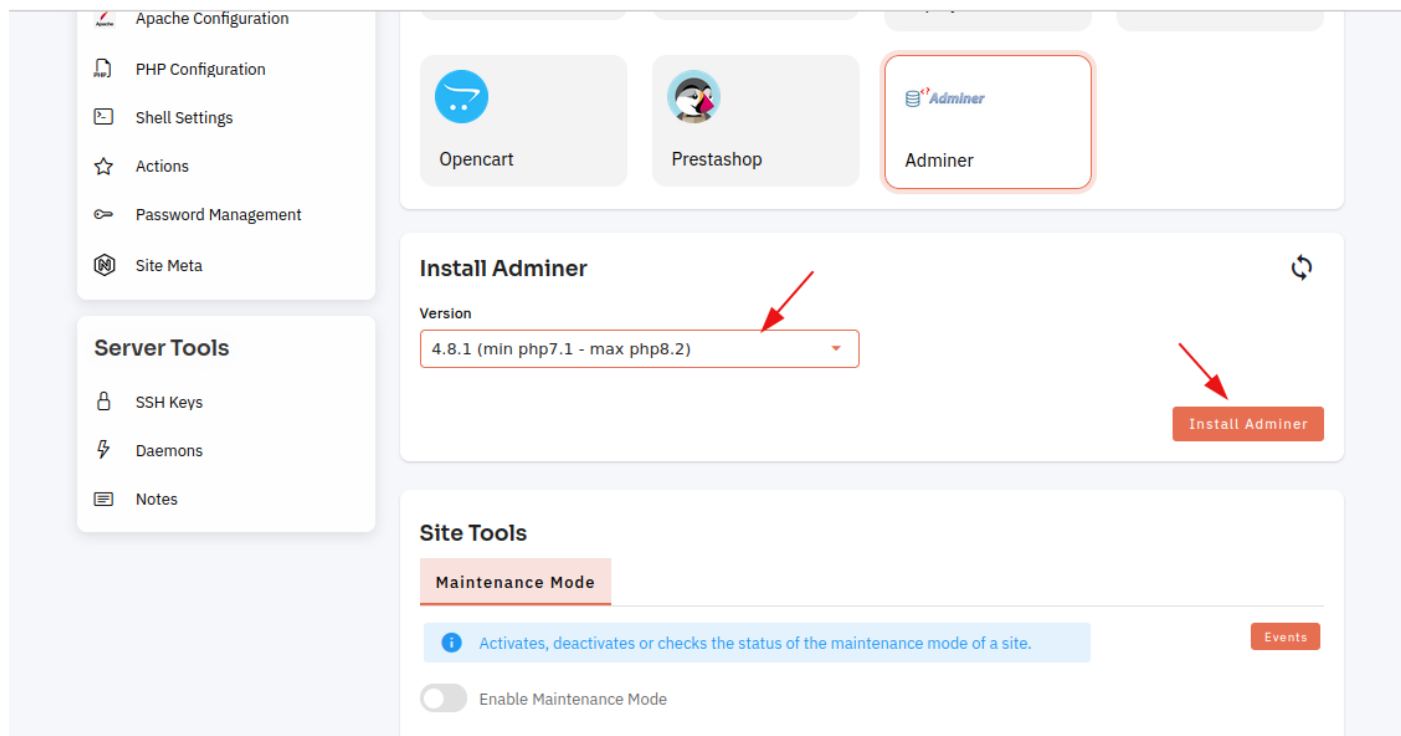 Apache Configuration
PHP Configuration
Shell Settings
Actions
Password Management
Site Meta
Server Tools
SSH Keys
Daemons
Notes
Opencart
Prestashop
<? Adminer
Adminer
Install Adminer
Version
4.8.1 (min php7.1 - max php8.2)
Install Adminer
Site Tools
Maintenance Mode
Activates, deactivates or checks the status of the maintenance mode of a site.
Events
Enable Maintenance Mode